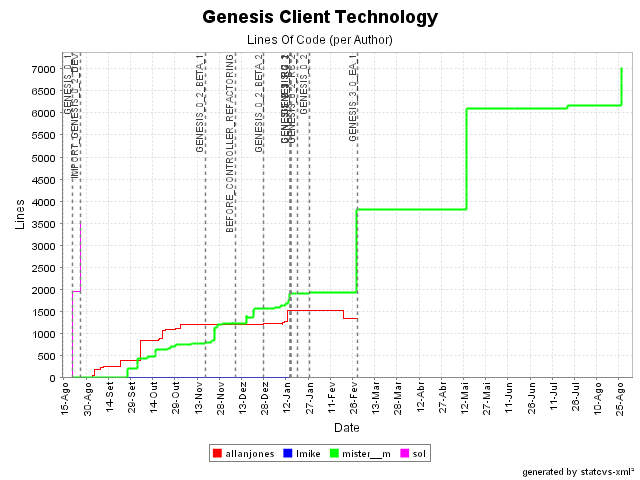 Genesis Client Technology
Lines Of Code (per Author)
GENESIS_0_1
IMPORT_GENESIS_0_2_DEV
GENESIS_0_2_BETA_1
BEFORE_CONTROLLER_REFACTORING
GENESIS_0_2_BETA_2
GENESIS_0_2
GENESIS_3_0_EA_1
Lines
7000
6500
6000
5500
5000
4500
4000
3500
3000
2500
2000
1500
1000
500
0
15-Ago
30-Ago
14-Set
29-Set
14-Out
29-Out
13-Nov
28-Nov
13-Dez
28-Dez
12-Jan
27-Jan
11-Fev
26-Fev
13-Mar
28-Mar
12-Abr
27-Abr
12-Mai
27-Mai
11-Jun
26-Jun
11-Jul
26-Jul
10-Ago
25-Ago
Date
allanjones lmike mister__m sol
generated by statcvs-xml²